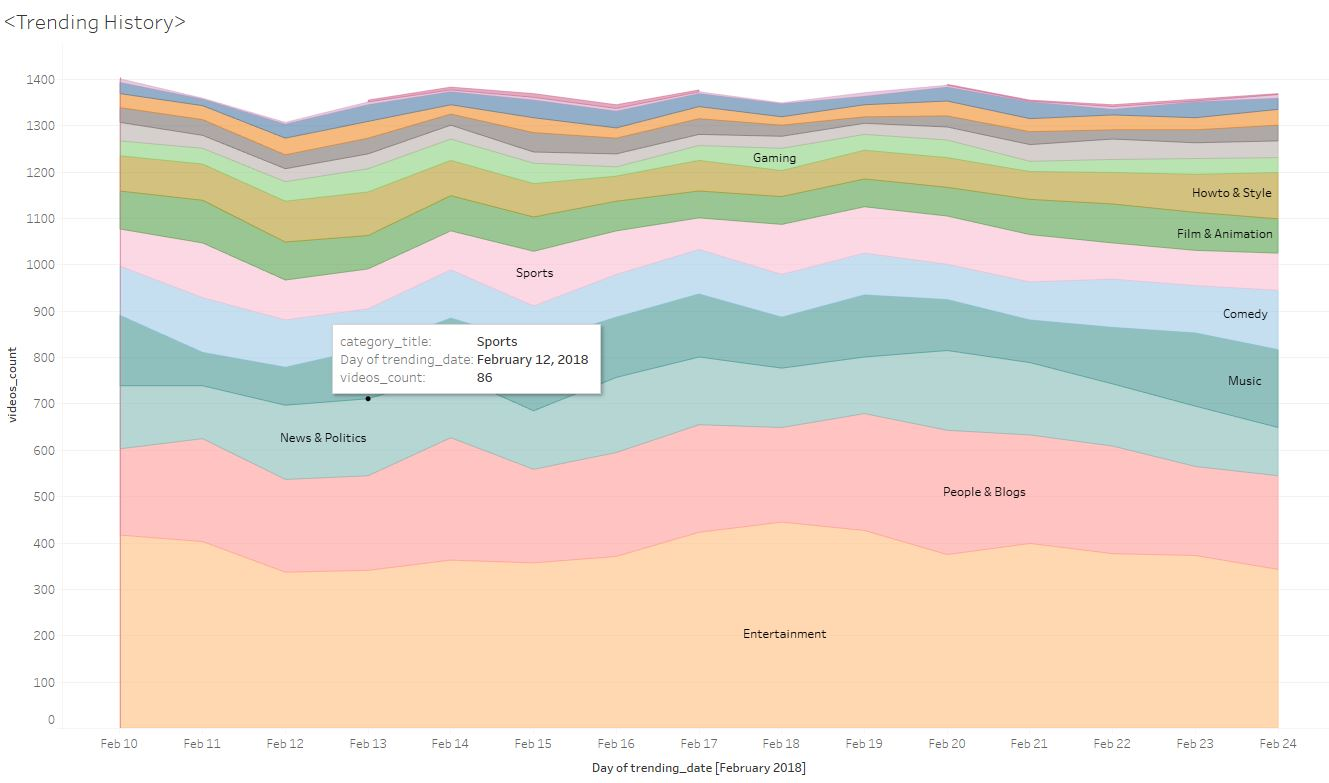 <Trending History>
1400
1300
1200
1100
1000
900
800
700
600
500
400
300
200
100
0
videos_count
Gaming
Howto & Style
Film & Animation
Sports
Comedy
category_title: Sports
Day of trending_date: February 12, 2018
videos_count: 86
Music
News & Politics
People & Blogs
Entertainment
Feb 10 Feb 11 Feb 12 Feb 13 Feb 14 Feb 15 Feb 16 Feb 17 Feb 18 Feb 19 Feb 20 Feb 21 Feb 22 Feb 23 Feb 24
Day of trending_date [February 2018]